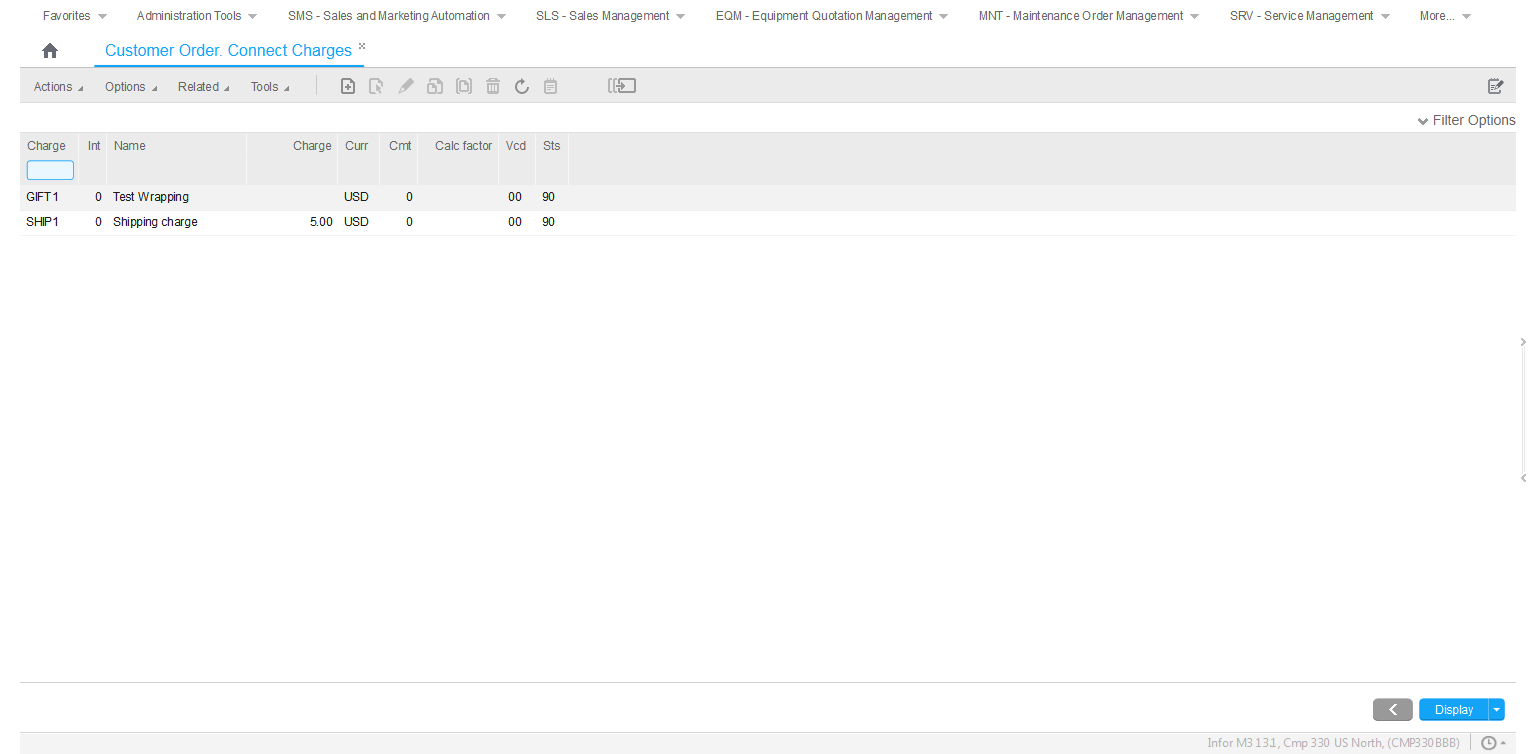 Favorites Administration Tools SMS - Sales and Marketing Automation SLS - Sales Management EQM - Equipment Quotation Management MNT - Maintenance Order Management SRV - Service Management More...
Customer Order. Connect Charges
Actions Options Related Tools
Filter Options
Charge Int Name Charge Curr Cmt Calc factor Vcd Sts
GIFT1 0 Test Wrapping USD 0 00 90
SHIP1 0 Shipping charge 5.00 USD 0 00 90
Display
Infor M3 13.1, Cmp 330 US North, (CMP330BBB)